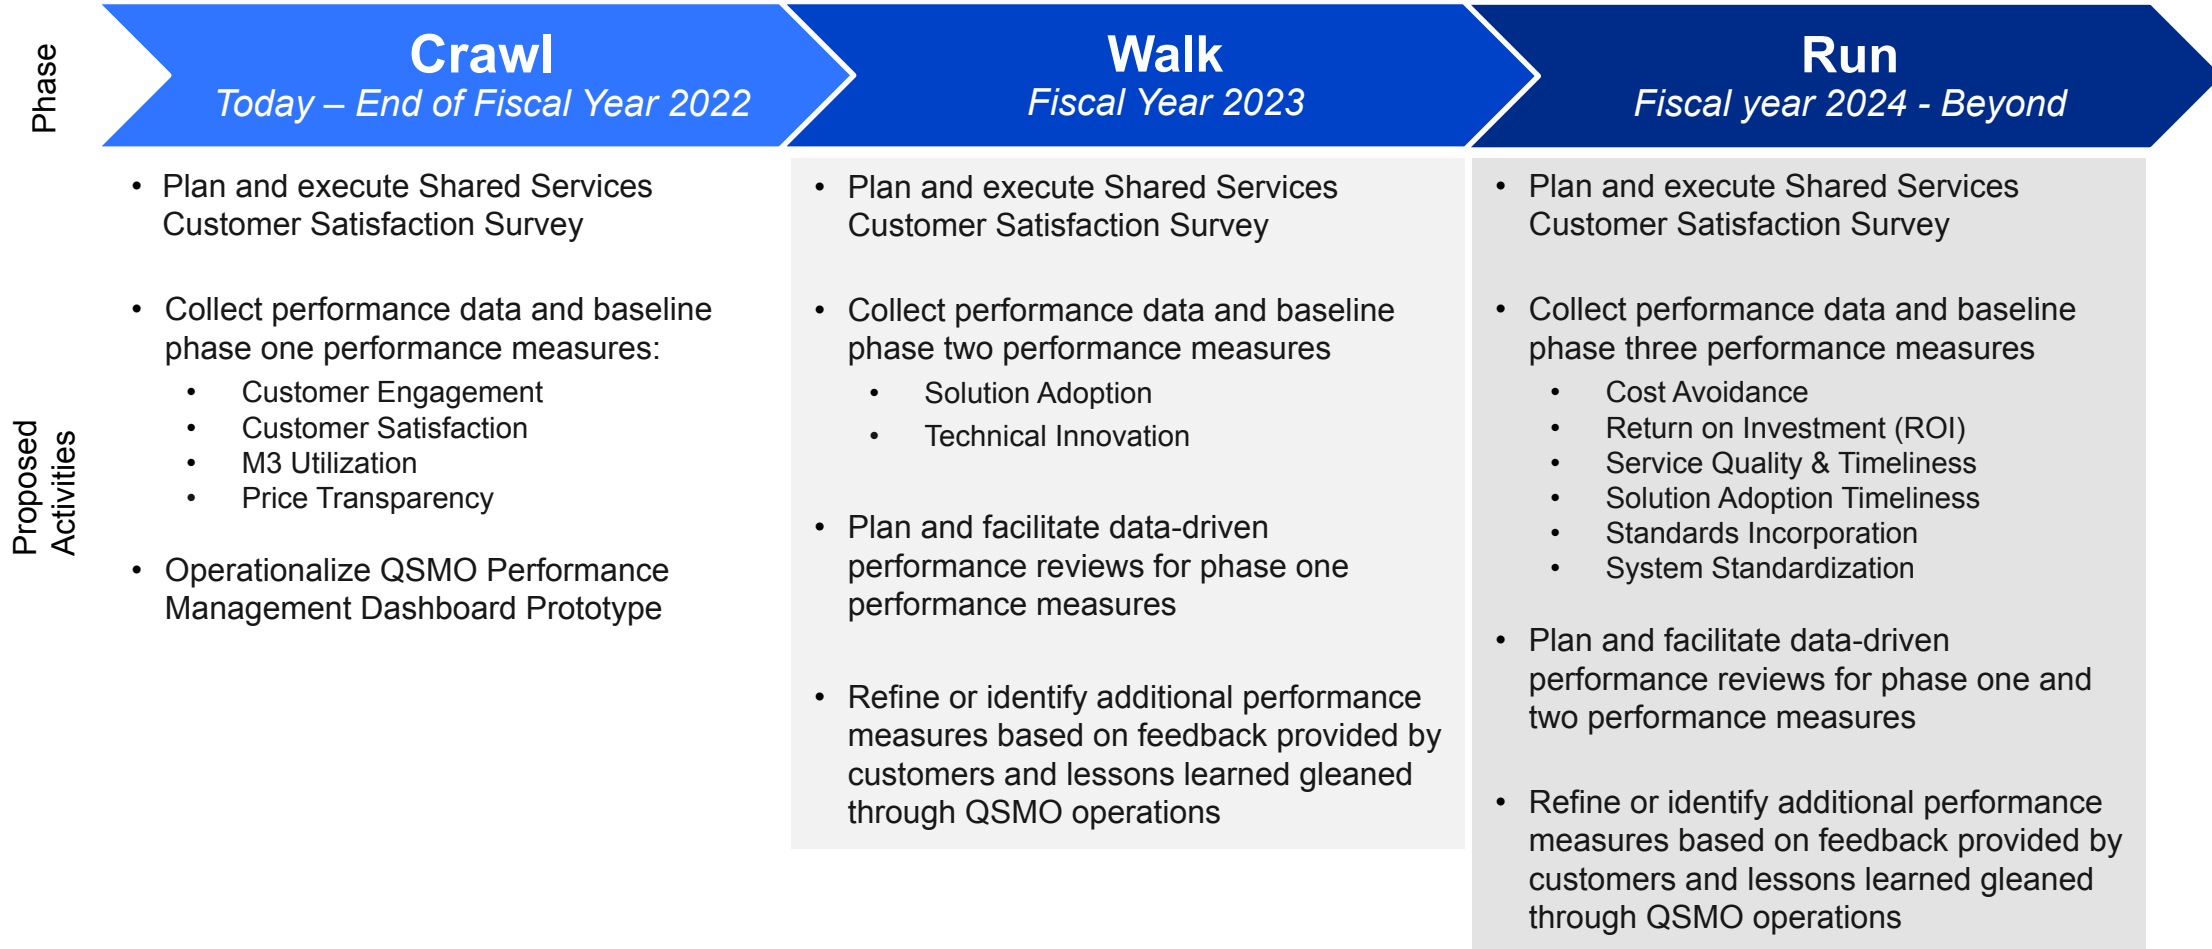 Phase
Crawl
Today – End of Fiscal Year 2022
Walk
Fiscal Year 2023
Run
Fiscal year 2024 - Beyond
Proposed
Activities
• Plan and execute Shared Services
Customer Satisfaction Survey
• Collect performance data and baseline
phase one performance measures:
• Customer Engagement
• Customer Satisfaction
• M3 Utilization
• Price Transparency
• Operationalize QSMO Performance
Management Dashboard Prototype
• Plan and execute Shared Services
Customer Satisfaction Survey
• Collect performance data and baseline
phase two performance measures
• Solution Adoption
• Technical Innovation
• Plan and facilitate data-driven
performance reviews for phase one
performance measures
• Refine or identify additional performance
measures based on feedback provided by
customers and lessons learned gleaned
through QSMO operations
• Plan and execute Shared Services
Customer Satisfaction Survey
• Collect performance data and baseline
phase three performance measures
• Cost Avoidance
• Return on Investment (ROI)
• Service Quality & Timeliness
• Solution Adoption Timeliness
• Standards Incorporation
• System Standardization
• Plan and facilitate data-driven
performance reviews for phase one and
two performance measures
• Refine or identify additional performance
measures based on feedback provided by
customers and lessons learned gleaned
through QSMO operations